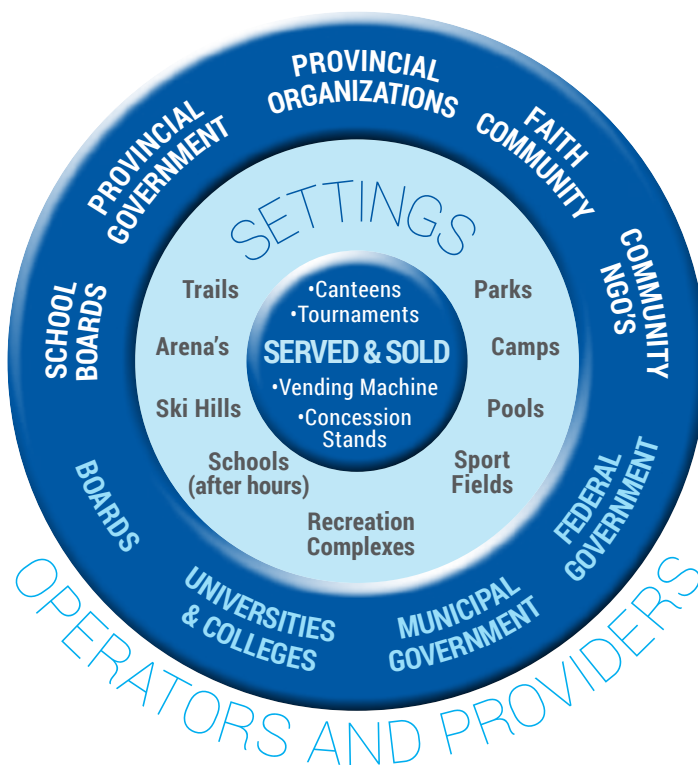 PROVINCIAL
ORGANIZATIONS
FAITH
COMMUNITY
COMMUNITY
NGO'S
FEDERAL
GOVERNMENT
MUNICIPAL
GOVERNMENT
UNIVERSITIES
& COLLEGES
BOARDS
SCHOOL
BOARDS
PROVINCIAL
GOVERNMENT
SETTINGS
Trails
Arena's
Ski Hills
Schools
(after hours)
Recreation
Complexes
Sport
Fields
Pools
Camps
Parks
•Canteens
•Tournaments
SERVED & SOLD
•Vending Machine
•Concession
Stands
OPERATORS AND PROVIDERS